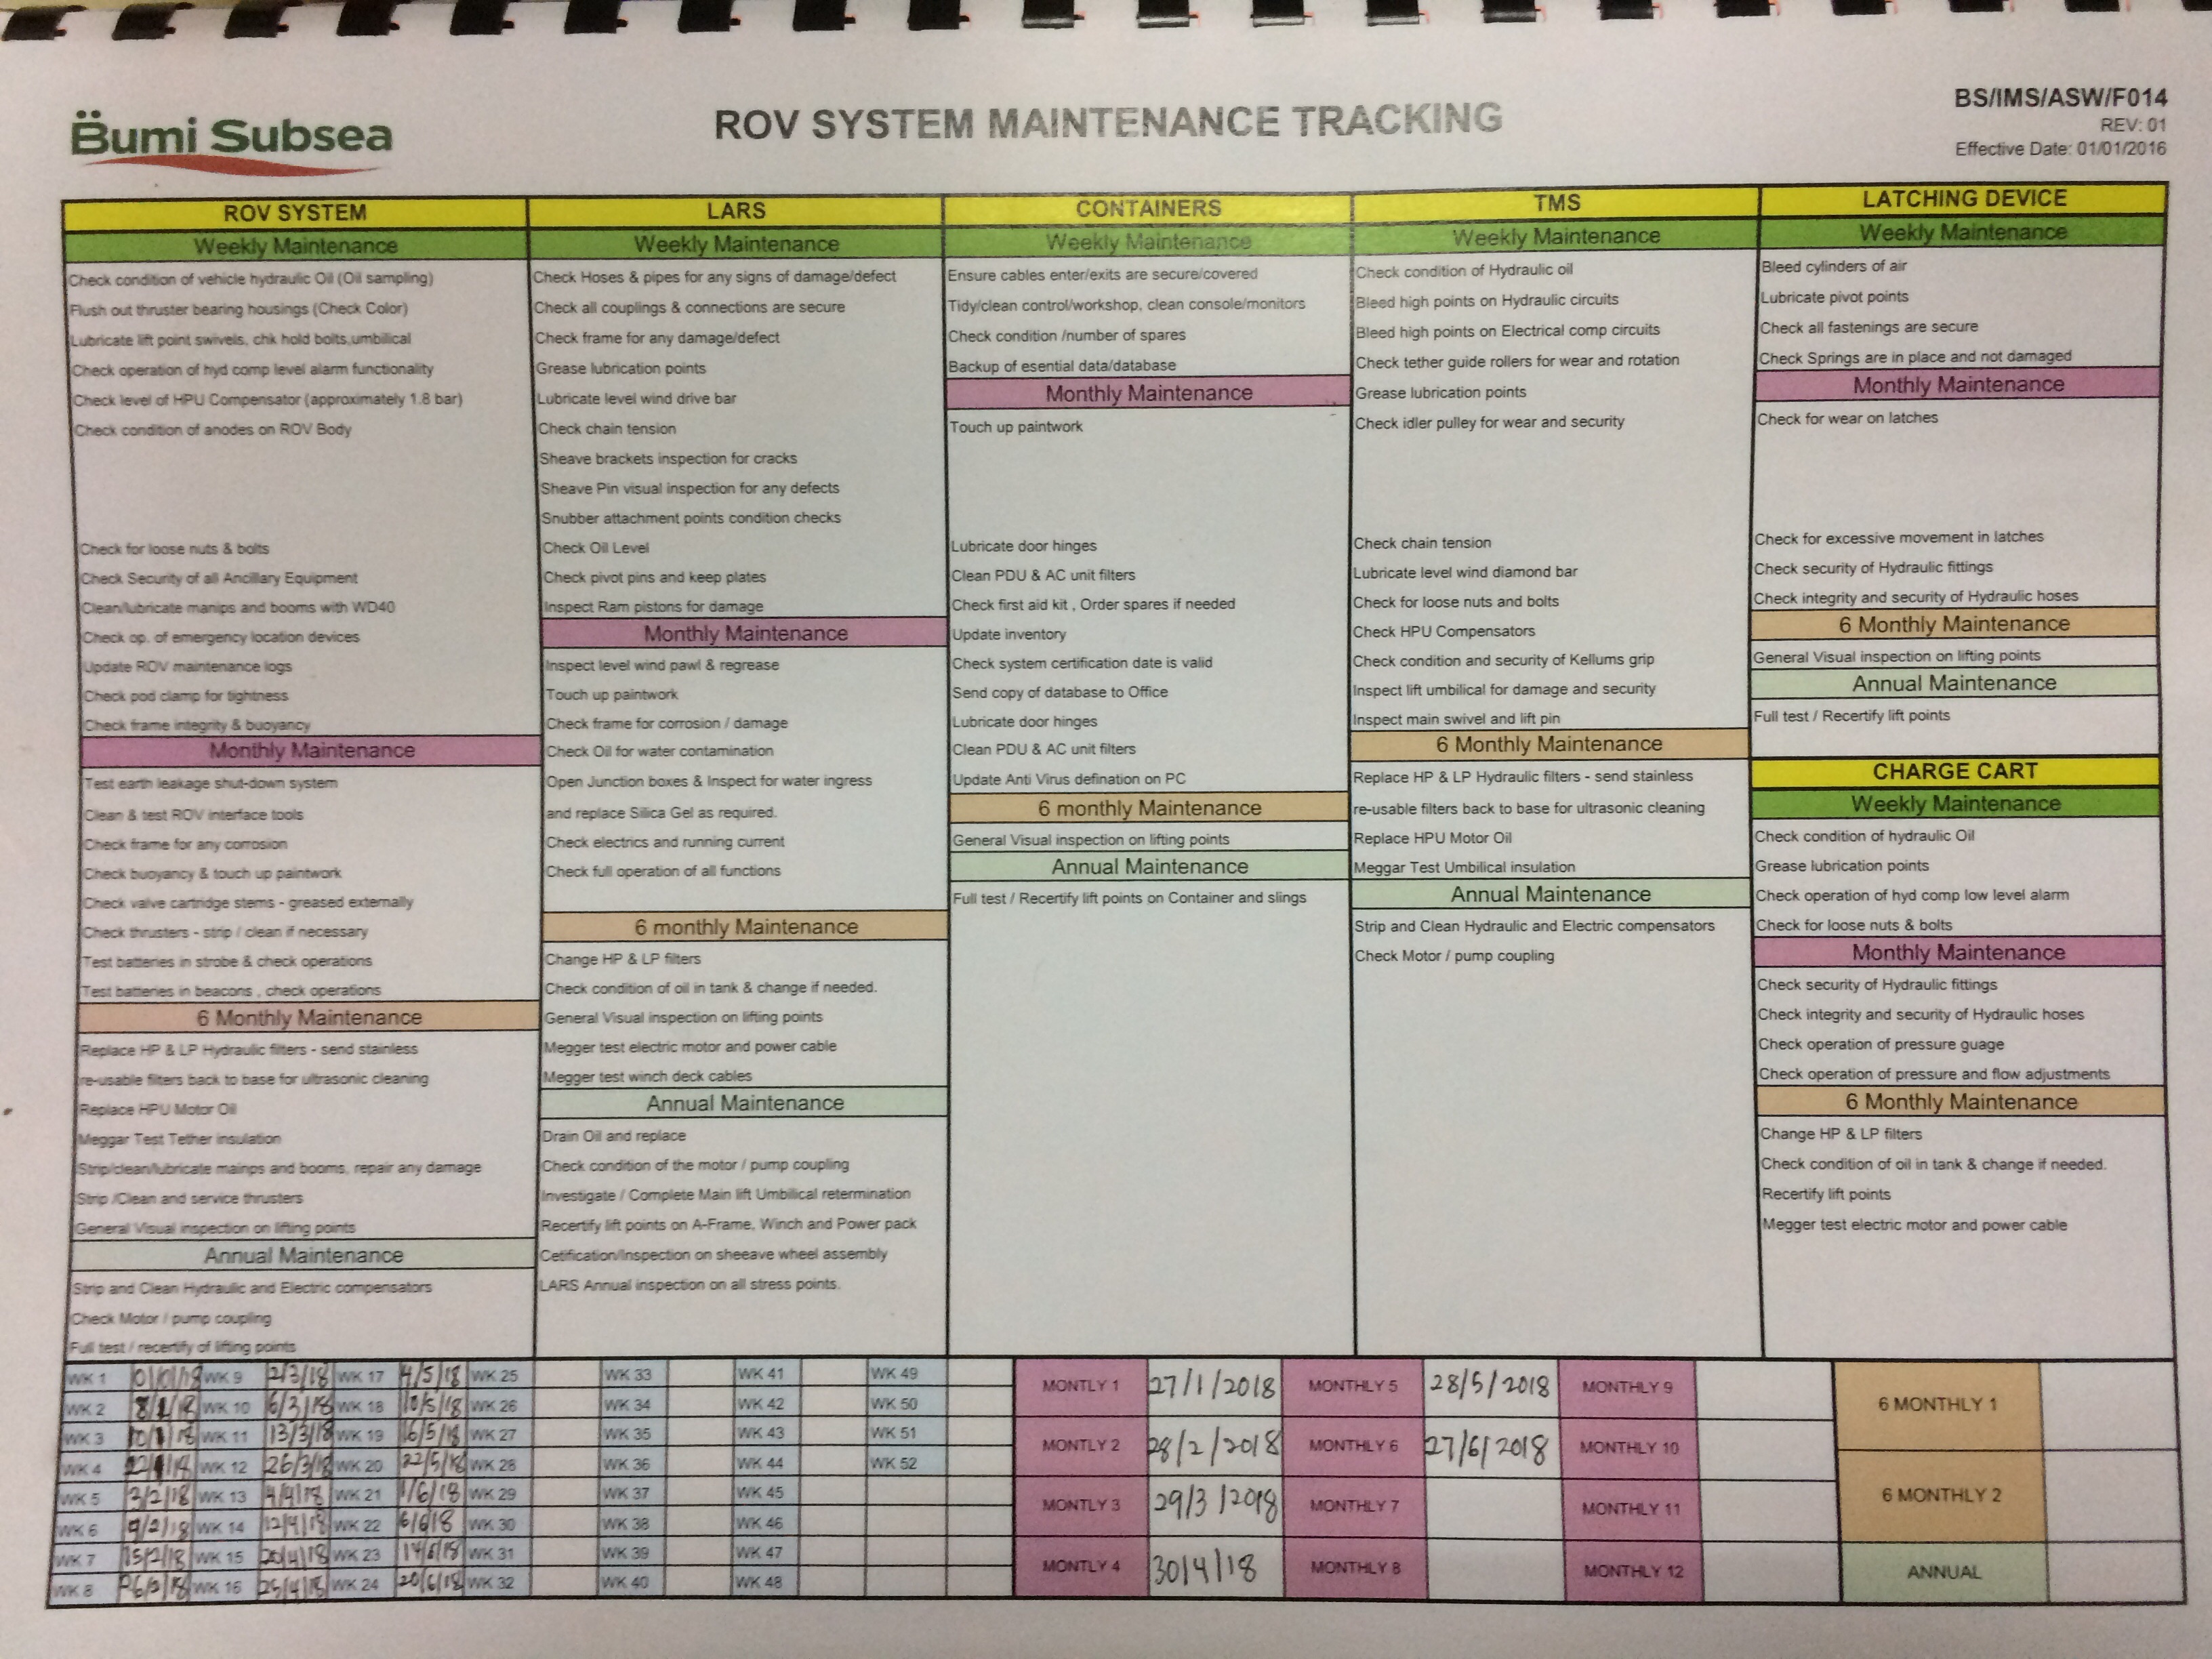 Bumi Subsea
ROV SYSTEM MAINTENANCE TRACKING
BS/IMS/ASW/F014
REV: 01
Effective Date: 01/01/2016
ROV SYSTEM
Weekly Maintenance
Check condition of vehicle hydraulic Oil (Oil sampling)
Flush out thruster bearing housings (Check Color)
Lubricate lift point swivels, chk hold bolts,umbilical
Check operation of hyd comp level alarm functionality
Check level of HPU Compensator (approximately 1.8 bar)
Check condition of anodes on ROV Body
Check for loose nuts & bolts
Check Security of all Ancillary Equipment
Clean/lubricate manips and booms with WD40
Check op. of emergency location devices
Update ROV maintenance logs
Check pod clamp for tightness
Check frame integrity & buoyancy
Monthly Maintenance
Test earth leakage shut-down system
Clean & test ROV interface tools
Check frame for any corrosion
Check buoyancy & touch up paintwork
Check valve cartridge stems - greased externally
Check thrusters - strip / clean if necessary
Test batteries in strobe & check operations
Test batteries in beacons , check operations
6 Monthly Maintenance
Replace HP & LP Hydraulic filters - send stainless
re-usable filters back to base for ultrasonic cleaning
Replace HPU Motor Oil
Meggar Test Tether insulation
Strip/clean/lubricate mainps and booms, repair any damage
Strip /Clean and service thrusters
General Visual inspection on lifting points
Annual Maintenance
Strip and Clean Hydraulic and Electric compensators
Check Motor / pump coupling
Full test / recertify of lifting points
LARS
Weekly Maintenance
Check Hoses & pipes for any signs of damage/defect
Check all couplings & connections are secure
Check frame for any damage/defect
Grease lubrication points
Lubricate level wind drive bar
Check chain tension
Sheave brackets inspection for cracks
Sheave Pin visual inspection for any defects
Snubber attachment points condition checks
Check Oil Level
Check pivot pins and keep plates
Inspect Ram pistons for damage
Monthly Maintenance
Inspect level wind pawl & regrease
Touch up paintwork
Check frame for corrosion / damage
Check Oil for water contamination
Open Junction boxes & Inspect for water ingress
and replace Silica Gel as required.
Check electrics and running current
Check full operation of all functions
6 monthly Maintenance
Change HP & LP filters
Check condition of oil in tank & change if needed.
General Visual inspection on lifting points
Megger test electric motor and power cable
Megger test winch deck cables
Annual Maintenance
Drain Oil and replace
Check condition of the motor / pump coupling
Investigate / Complete Main lift Umbilical retermination
Recertify lift points on A-Frame, Winch and Power pack
Cetification/Inspection on sheeave wheel assembly
LARS Annual inspection on all stress points.
CONTAINERS
Weekly Maintenance
Ensure cables enter/exits are secure/covered
Tidy/clean control/workshop, clean console/monitors
Check condition /number of spares
Backup of esential data/database
Monthly Maintenance
Touch up paintwork
Lubricate door hinges
Clean PDU & AC unit filters
Check first aid kit , Order spares if needed
Update inventory
Check system certification date is valid
Send copy of database to Office
Lubricate door hinges
Clean PDU & AC unit filters
Update Anti Virus defination on PC
6 monthly Maintenance
General Visual inspection on lifting points
Annual Maintenance
Full test / Recertify lift points on Container and slings
TMS
Weekly Maintenance
Check condition of Hydraulic oil
Bleed high points on Hydraulic circuits
Bleed high points on Electrical comp circuits
Check tether guide rollers for wear and rotation
Grease lubrication points
Check idler pulley for wear and security
Check chain tension
Lubricate level wind diamond bar
Check for loose nuts and bolts
Check HPU Compensators
Check condition and security of Kellums grip
Inspect lift umbilical for damage and security
Inspect main swivel and lift pin
6 Monthly Maintenance
Replace HP & LP Hydraulic filters - send stainless
re-usable filters back to base for ultrasonic cleaning
Replace HPU Motor Oil
Meggar Test Umbilical insulation
Annual Maintenance
Strip and Clean Hydraulic and Electric compensators
Check Motor / pump coupling
LATCHING DEVICE
Weekly Maintenance
Bleed cylinders of air
Lubricate pivot points
Check all fastenings are secure
Check Springs are in place and not damaged
Monthly Maintenance
Check for wear on latches
Check for excessive movement in latches
Check security of Hydraulic fittings
Check integrity and security of Hydraulic hoses
6 Monthly Maintenance
General Visual inspection on lifting points
Annual Maintenance
Full test / Recertify lift points
CHARGE CART
Weekly Maintenance
Check condition of hydraulic Oil
Grease lubrication points
Check operation of hyd comp low level alarm
Check for loose nuts & bolts
Monthly Maintenance
Check security of Hydraulic fittings
Check integrity and security of Hydraulic hoses
Check operation of pressure guage
Check operation of pressure and flow adjustments
6 Monthly Maintenance
Change HP & LP filters
Check condition of oil in tank & change if needed.
Recertify lift points
Megger test electric motor and power cable
WK 1 WK 9 2/3/18 WK 17 4/5/18 WK 25 WK 33 WK 41 WK 49 MONTLY 1 27/1/2018 MONTHLY 5 28/5/2018 MONTHLY 9 6 MONTHLY 1
WK 2 WK 10 6/3/18 WK 18 10/5/18 WK 26 WK 34 WK 42 WK 50
WK 3 WK 11 13/3/18 WK 19 16/5/18 WK 27 WK 35 WK 43 WK 51 MONTLY 2 28/2/2018 MONTHLY 6 27/6/2018 MONTHLY 10
WK 4 WK 12 26/3/18 WK 20 22/5/18 WK 28 WK 36 WK 44 WK 52
WK 5 2/2/18 WK 13 4/4/18 WK 21 1/6/18 WK 29 WK 37 WK 45 MONTLY 3 29/3/2018 MONTHLY 7 MONTHLY 11 6 MONTHLY 2
WK 6 9/2/18 WK 14 12/4/18 WK 22 6/6/18 WK 30 WK 38 WK 46
WK 7 15/2/18 WK 15 20/4/18 WK 23 14/6/18 WK 31 WK 39 WK 47 MONTLY 4 30/4/18 MONTHLY 8 MONTHLY 12 ANNUAL
WK 8 WK 16 25/4/18 WK 24 20/6/18 WK 32 WK 40 WK 48